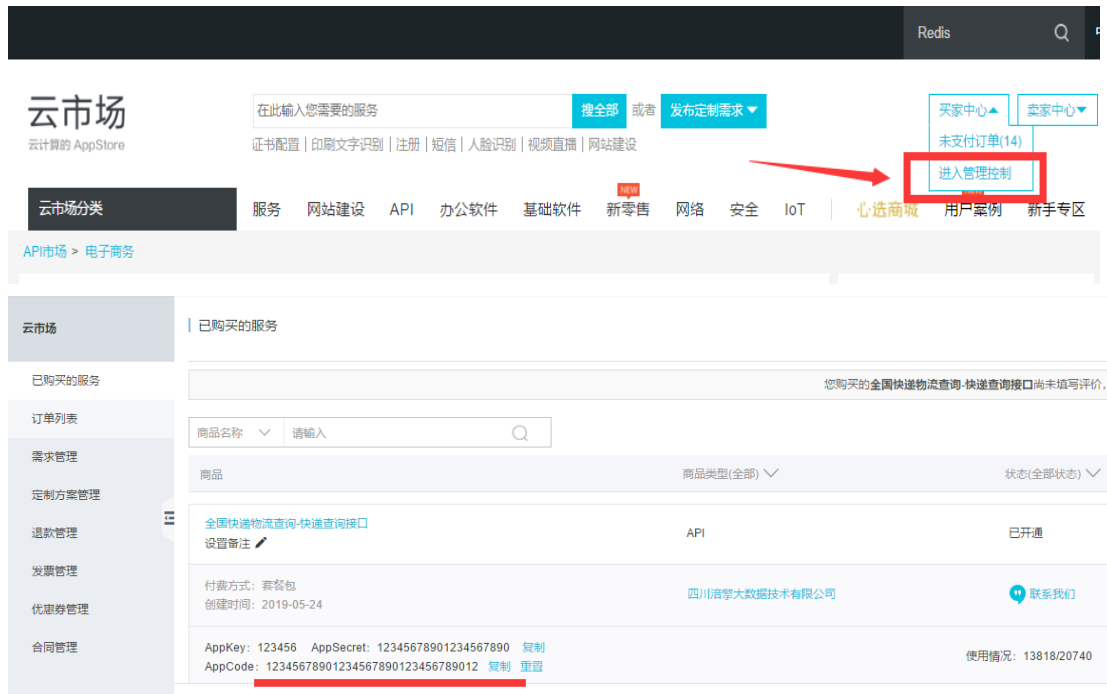 Redis
云市场
云计算的 AppStore
在此输入您需要的服务
搜全部 或者 发布定制需求
买家中心 卖家中心
证书配置 | 印刷文字识别 | 注册 | 短信 | 人脸识别 | 视频直播 | 网站建设
未支付订单(14)
进入管理控制
NEW
云市场分类
服务 网站建设 API 办公软件 基础软件 新零售 网络 安全 IoT 心选商城 用户案例 新手专区
API市场 > 电子商务
云市场
已购买的服务
已购买的服务
您购买的全国快递物流查询-快递查询接口尚未填写评价,
订单列表
商品名称 请输入
需求管理
商品 商品类型(全部) 状态(全部状态)
定制方案管理
全国快递物流查询-快递查询接口
设置备注
API
已开通
退款管理
发票管理
付费方式：套餐包
创建时间：2019-05-24
四川涪擎大数据技术有限公司
联系我们
优惠券管理
合同管理
AppKey：123456 AppSecret：12345678901234567890 复制
AppCode：12345678901234567890123456789012 复制 重置
使用情况：13818/20740